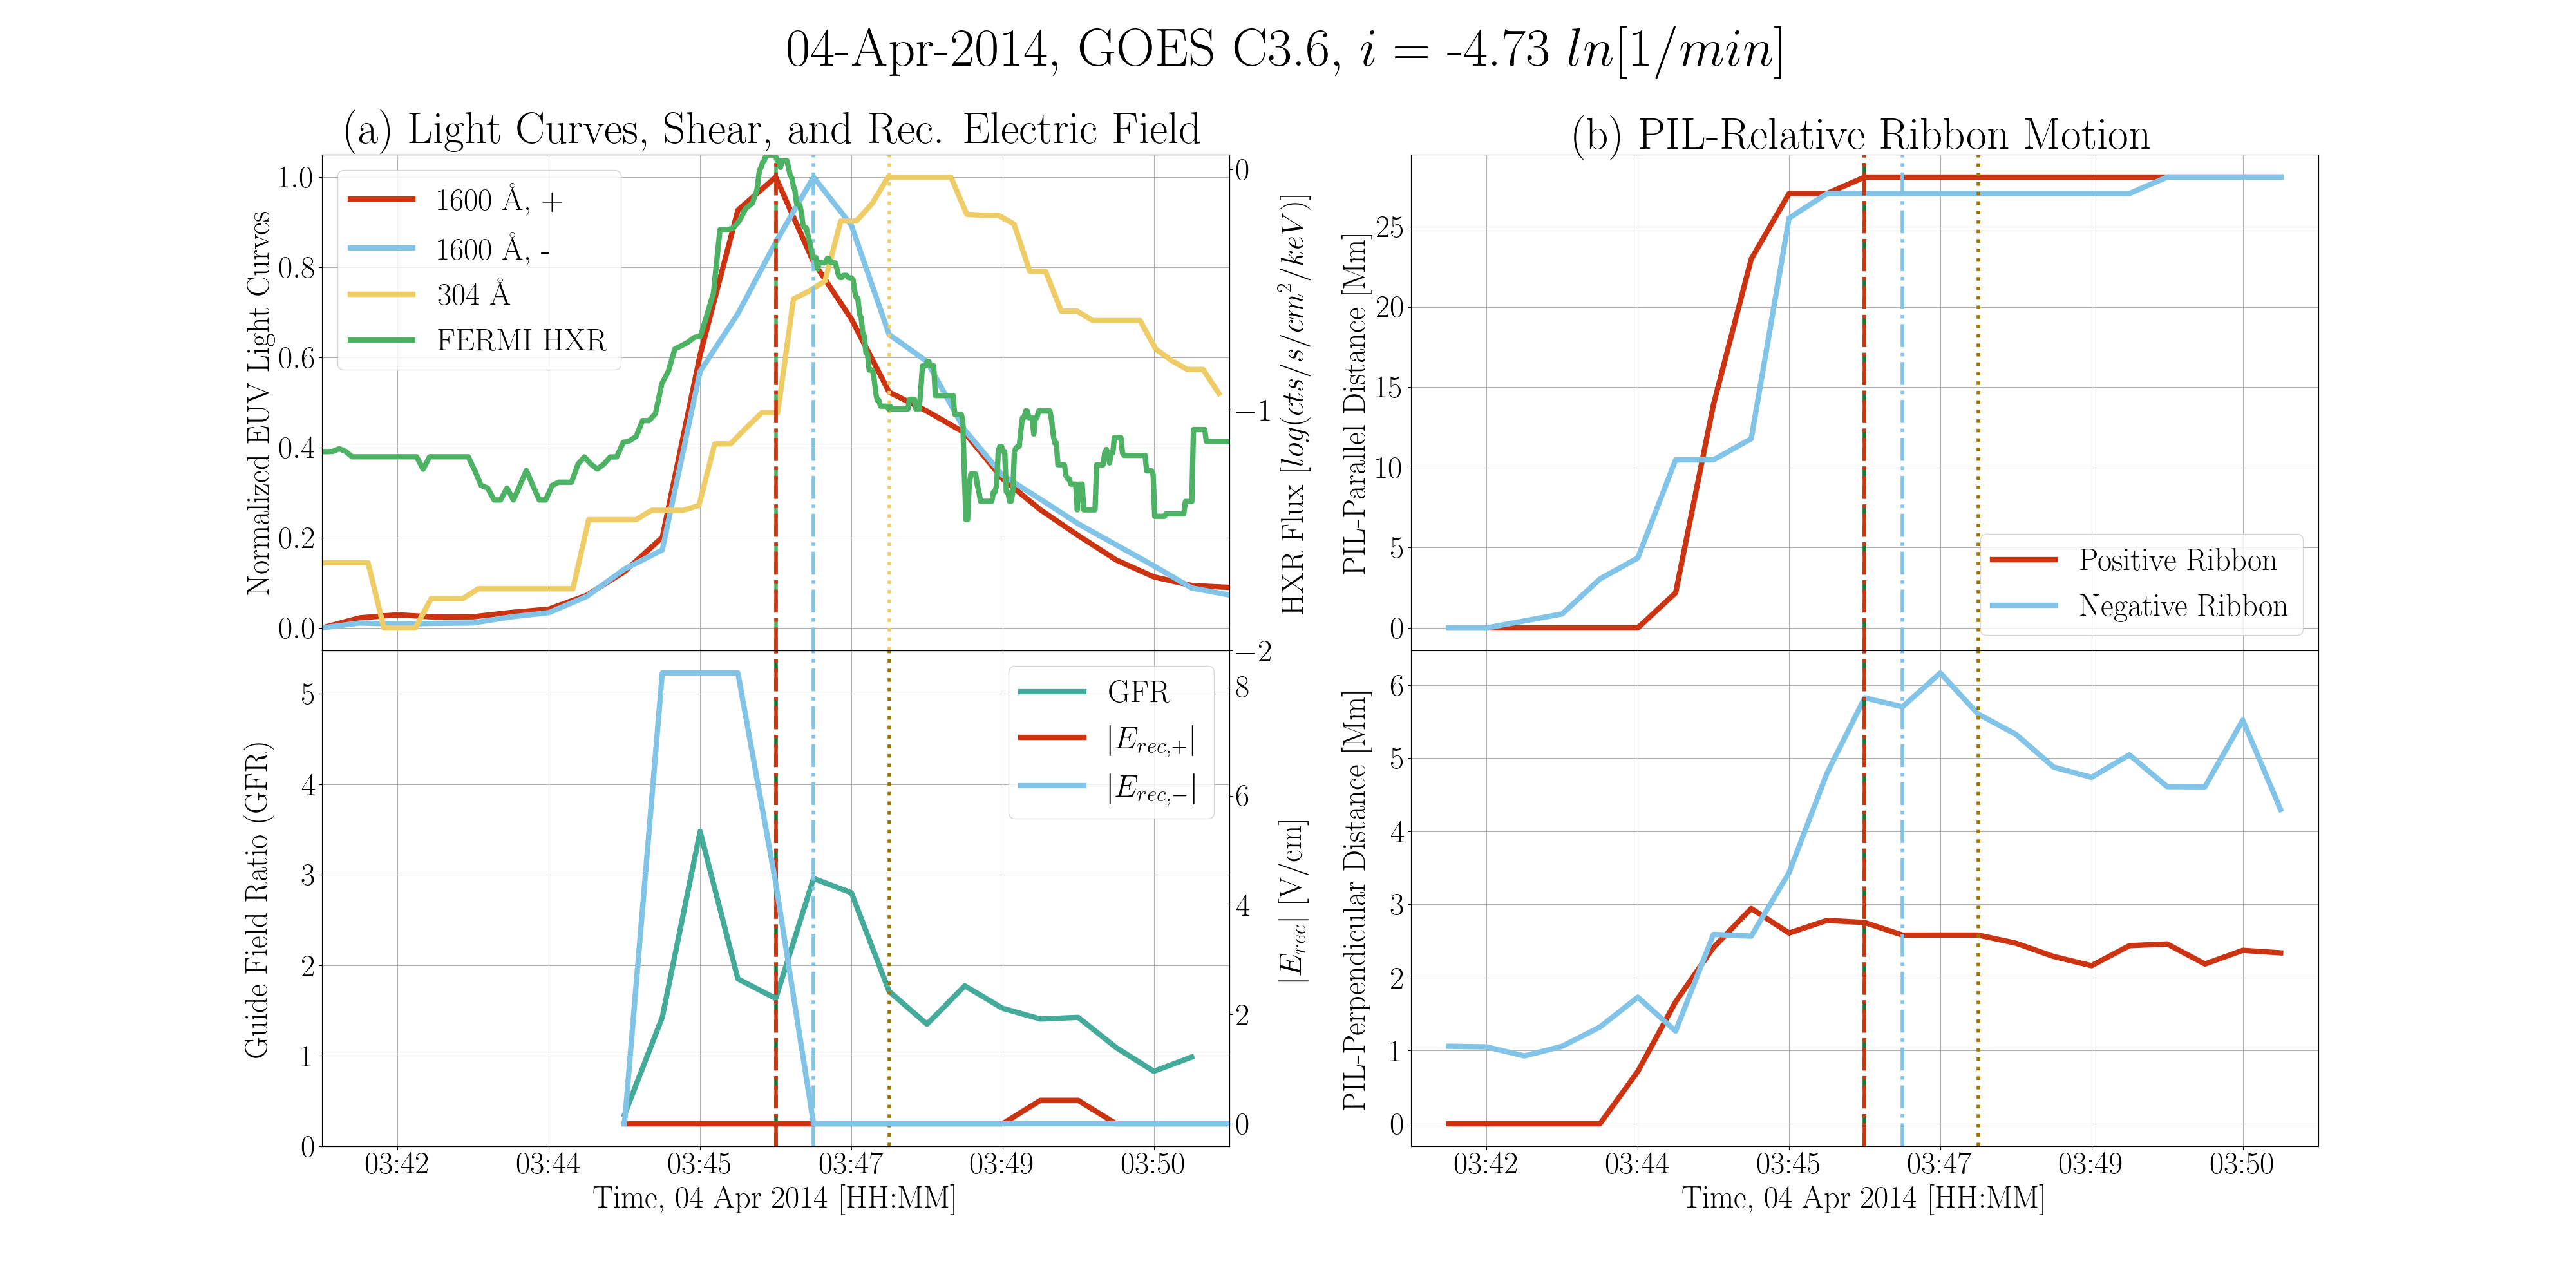 04-Apr-2014, GOES C3.6, i = -4.73 ln[1/min]
(a) Light Curves, Shear, and Rec. Electric Field
Normalized EUV Light Curves
1.0
0.8
0.6
0.4
0.2
0.0
1600 Å, +
1600 Å, -
304 Å
FERMI HXR
0
−1
−2
HXR Flux [log(cts/s/cm²/keV)]
Guide Field Ratio (GFR)
5
4
3
2
1
0
GFR
|E_{rec,+}|
|E_{rec,−}|
8
6
4
2
0
|E_{rec}| [V/cm]
03:42 03:44 03:45 03:47 03:49 03:50
Time, 04 Apr 2014 [HH:MM]
(b) PIL-Relative Ribbon Motion
PIL-Parallel Distance [Mm]
25
20
15
10
5
0
Positive Ribbon
Negative Ribbon
PIL-Perpendicular Distance [Mm]
6
5
4
3
2
1
0
03:42 03:44 03:45 03:47 03:49 03:50
Time, 04 Apr 2014 [HH:MM]